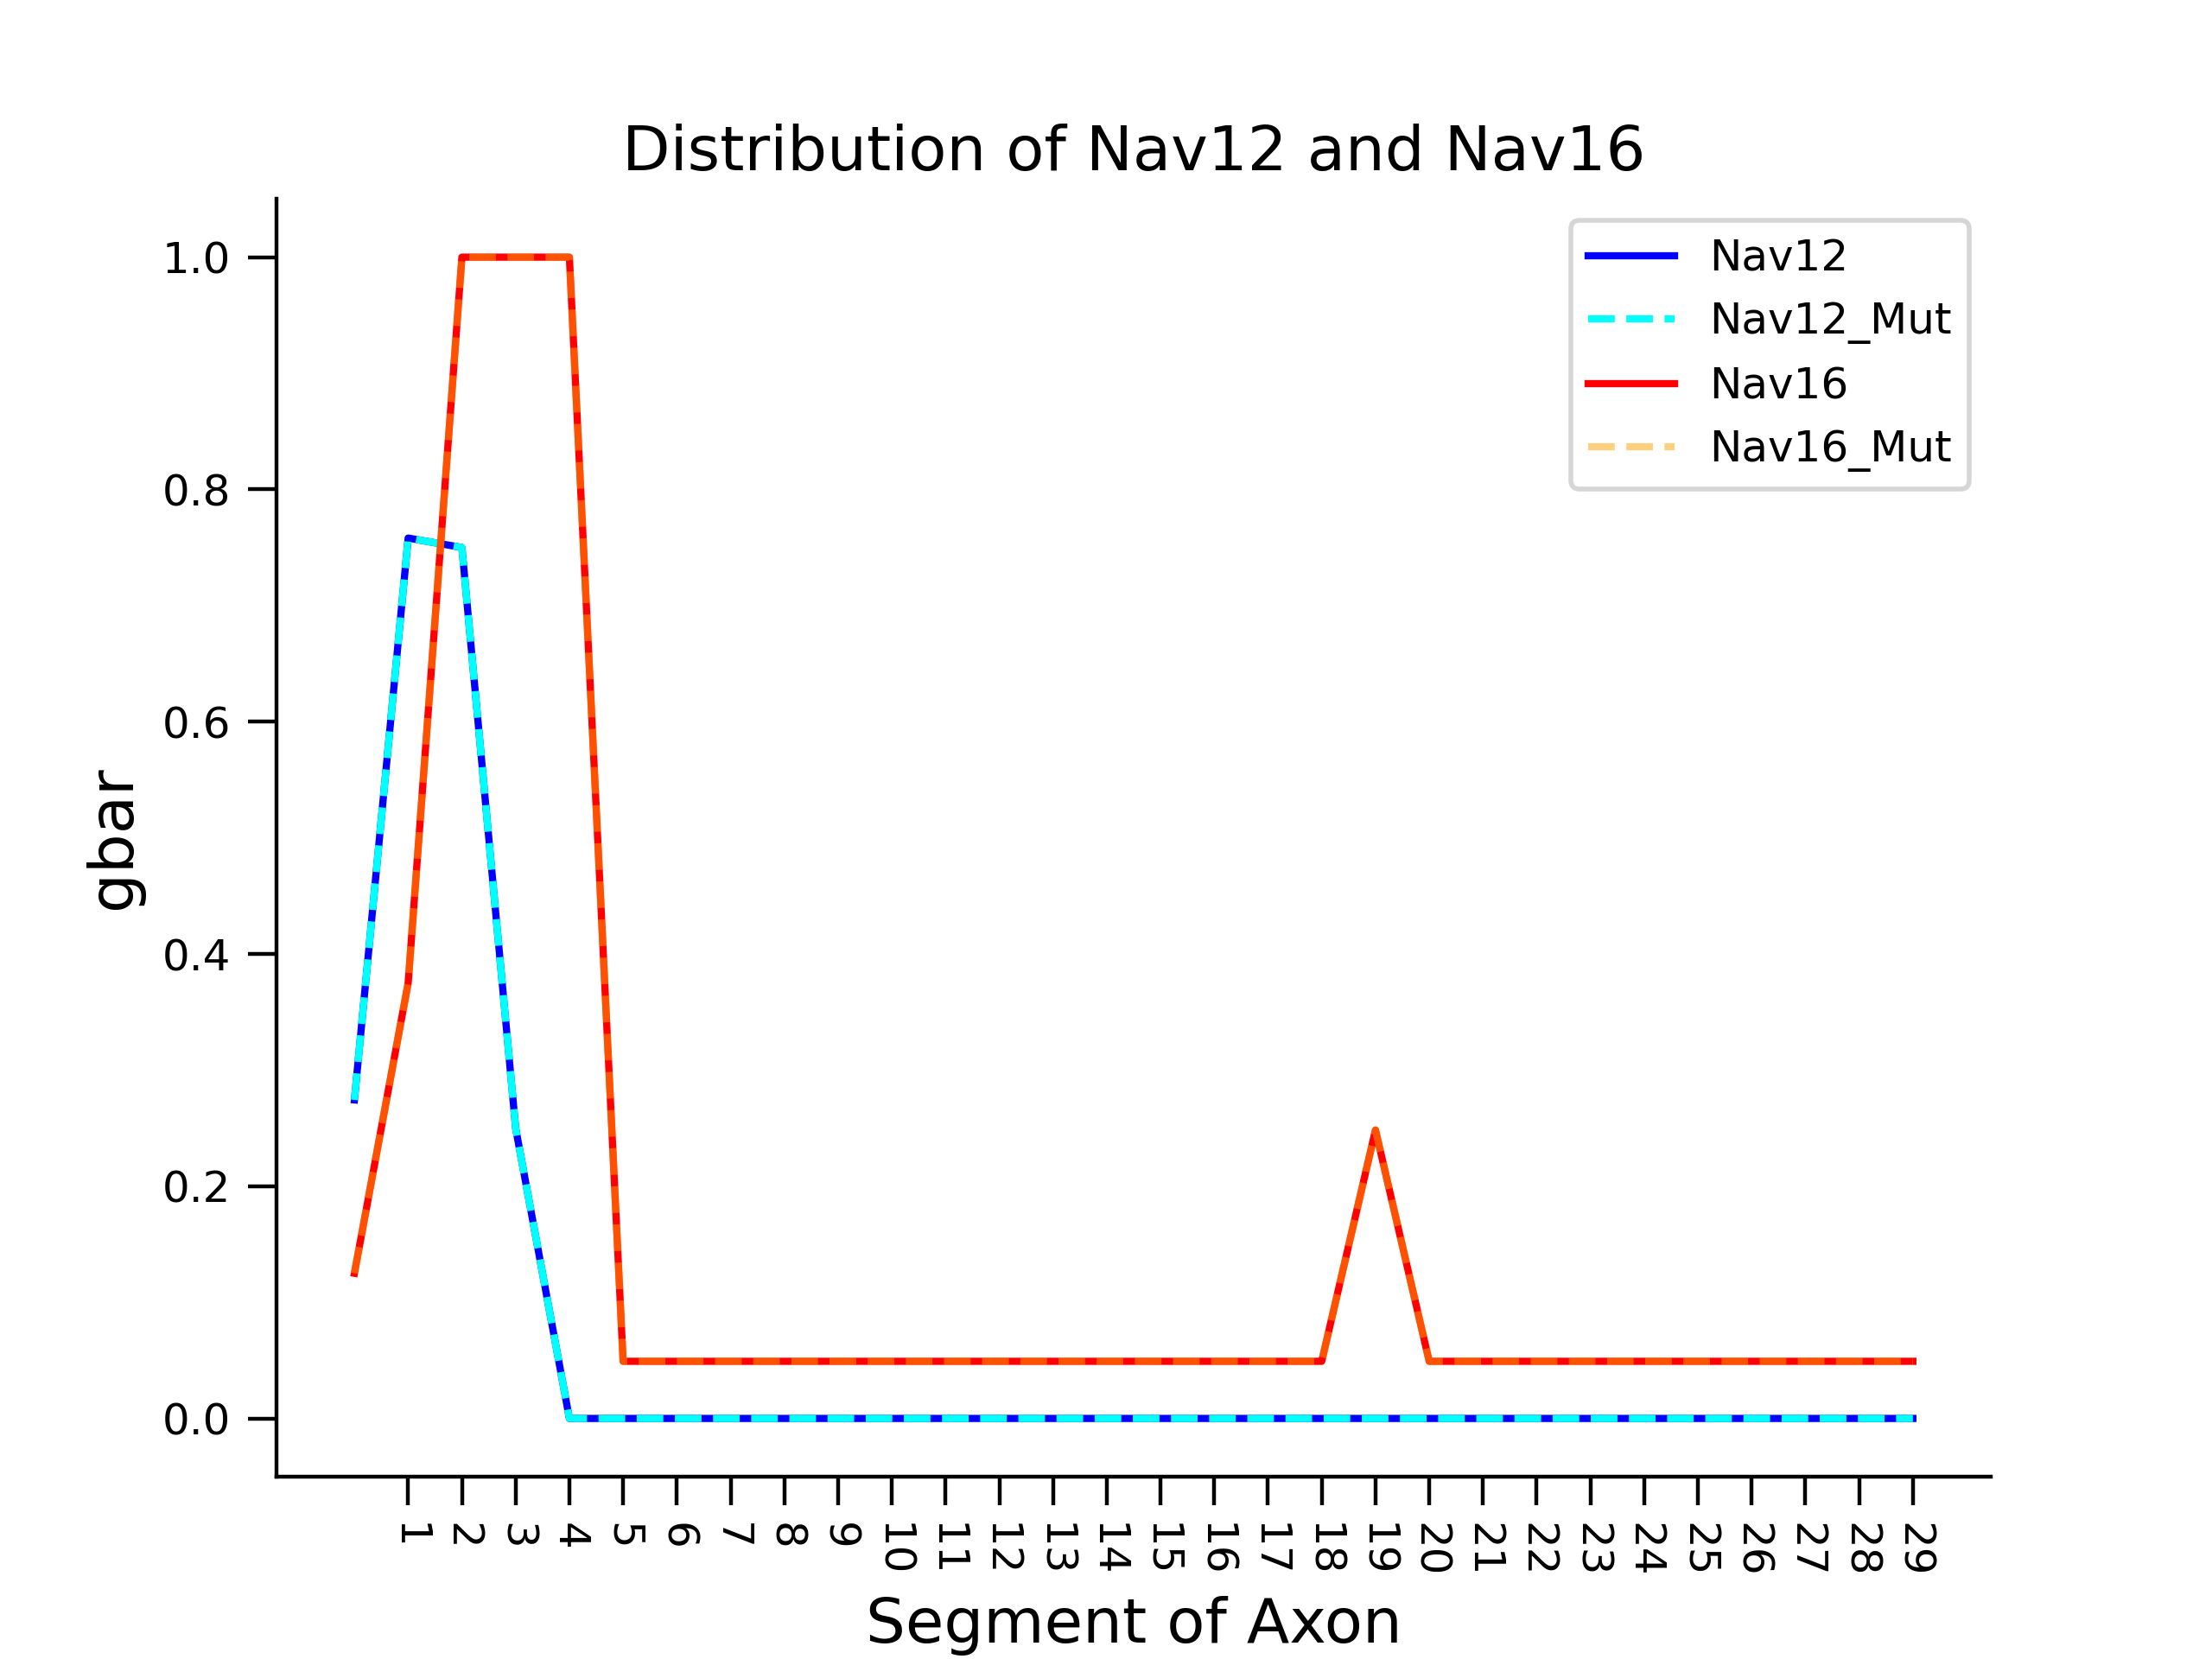 Distribution of Nav12 and Nav16
Nav12
Nav12_Mut
Nav16
Nav16_Mut
1.0
0.8
0.6
0.4
0.2
0.0
gbar
1 2 3 4 5 6 7 8 9 10 11 12 13 14 15 16 17 18 19 20 21 22 23 24 25 26 27 28 29
Segment of Axon